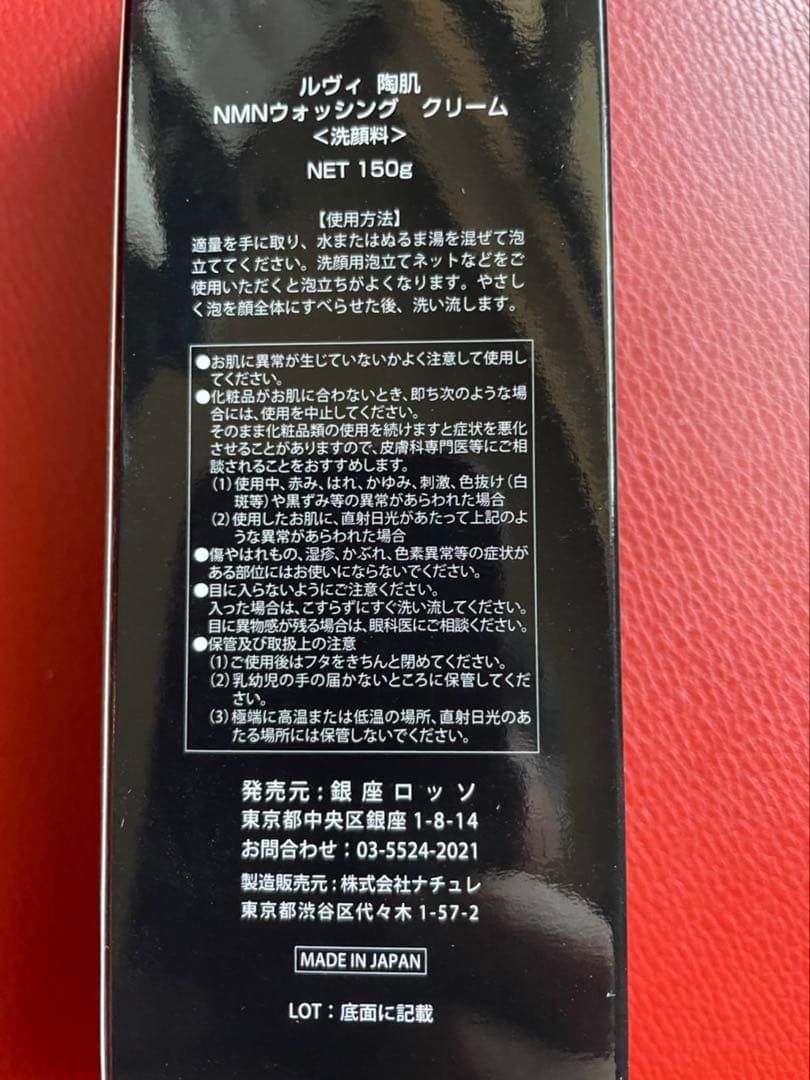 ルヴィ 陶肌
NMNウォッシング クリーム
<洗顔料>
NET 150g
【使用方法】
適量を手に取り、水またはぬるま湯を混ぜて泡
立ててください。洗顔用泡立てネットなどをご
使用いただくと泡立ちがよくなります。やさし
く泡を顔全体にすべらせた後、洗い流します。
●お肌に異常が生じていないかよく注意して使用し
てください。
●化粧品がお肌に合わないとき、即ち次のような場
合には、使用を中止してください。
そのまま化粧品類の使用を続けますと症状を悪化
させることがありますので、皮膚科専門医等にご相
談されることをおすすめします。
(1)使用中、赤み、はれ、かゆみ、刺激、色抜け(白
斑等)や黒ずみ等の異常があらわれた場合
(2)使用したお肌に、直射日光があたって上記のよ
うな異常があらわれた場合
●傷やはれもの、湿疹、かぶれ、色素異常等の症状が
ある部位にはお使いにならないでください。
●目に入らないようにご注意ください。
入った場合は、こすらずにすぐ洗い流してください。
目に異物感が残る場合は、眼科医にご相談ください。
●保管及び取扱上の注意
(1)ご使用後はフタをきちんと閉めてください。
(2)乳幼児の手の届かないところに保管してくだ
さい。
(3)極端に高温または低温の場所、直射日光のあ
たる場所には保管しないでください。
発売元:銀座ロッソ
東京都中央区銀座1-8-14
お問合わせ:03-5524-2021
製造販売元:株式会社ナチュレ
東京都渋谷区代々木1-57-2
MADE IN JAPAN
LOT:底面に記載